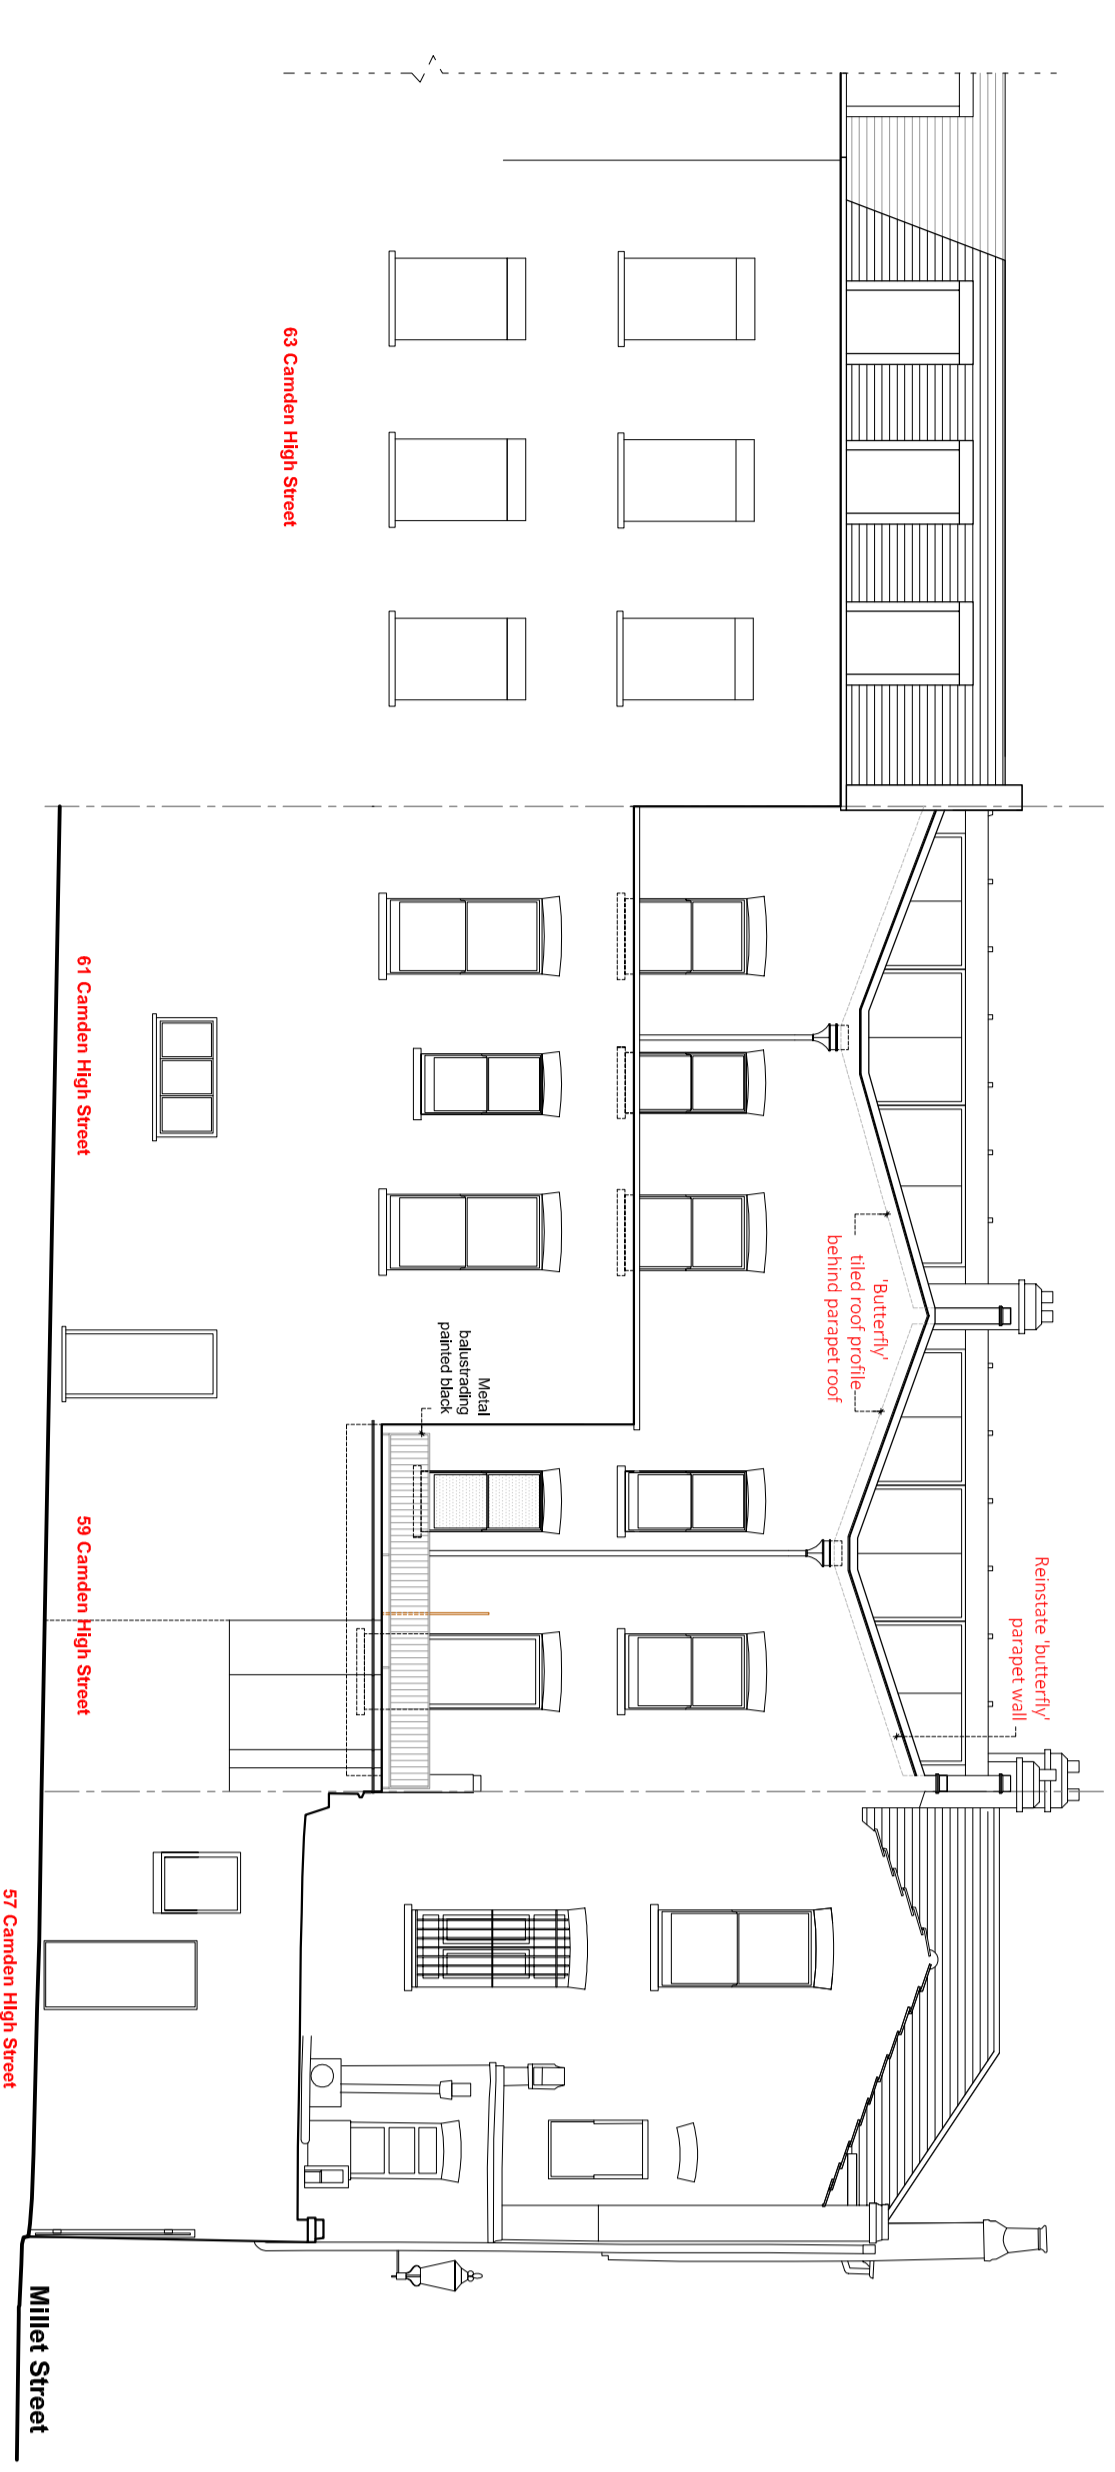 Reinstate 'butterfly'
parapet wall
'Butterfly'
tiled roof profile
behind parapet roof
Metal
balustrading
painted black
63 Camden High Street
61 Camden High Street
59 Camden High Street
57 Camden HIgh Street
Millet Street